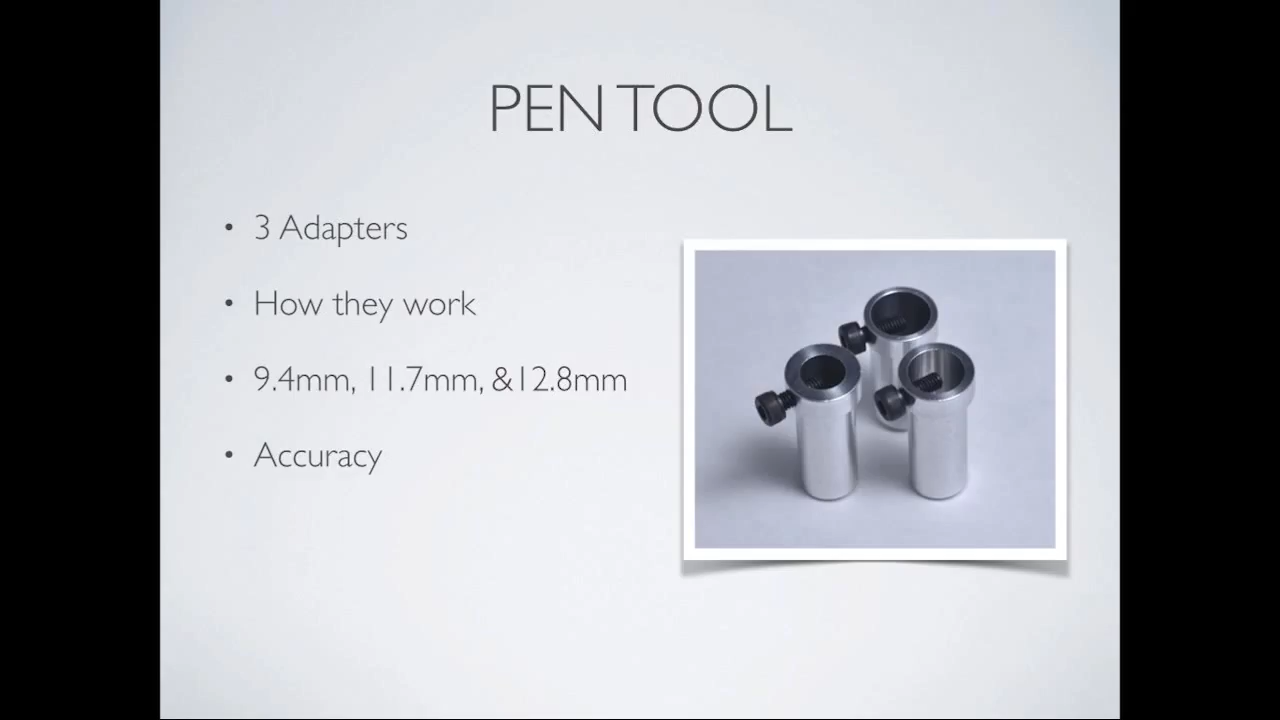 PEN TOOL
• 3 Adapters
• How they work
• 9.4mm, 11.7mm, &12.8mm
• Accuracy